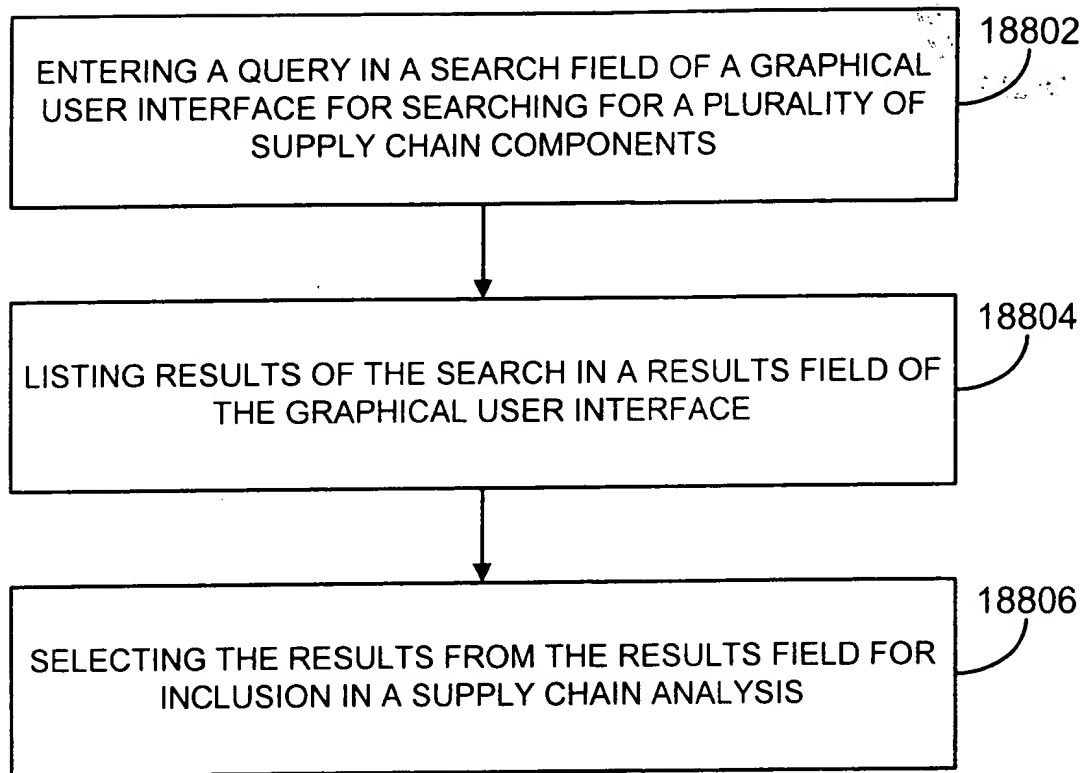 18802
ENTERING A QUERY IN A SEARCH FIELD OF A GRAPHICAL
USER INTERFACE FOR SEARCHING FOR A PLURALITY OF
SUPPLY CHAIN COMPONENTS
18804
LISTING RESULTS OF THE SEARCH IN A RESULTS FIELD OF
THE GRAPHICAL USER INTERFACE
18806
SELECTING THE RESULTS FROM THE RESULTS FIELD FOR
INCLUSION IN A SUPPLY CHAIN ANALYSIS